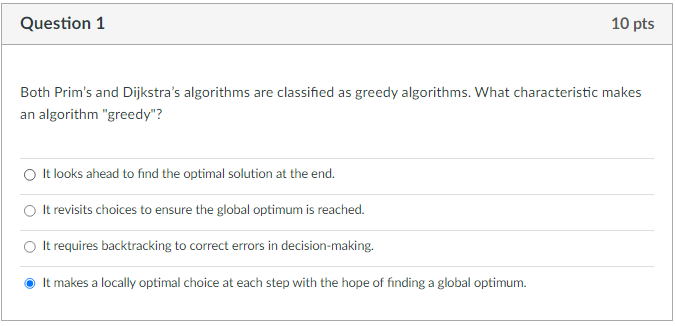 Question 1
10 pts
Both Prim's and Dijkstra's algorithms are classified as greedy algorithms. What characteristic makes
an algorithm "greedy"?
It looks ahead to find the optimal solution at the end.
It revisits choices to ensure the global optimum is reached.
It requires backtracking to correct errors in decision-making.
It makes a locally optimal choice at each step with the hope of finding a global optimum.